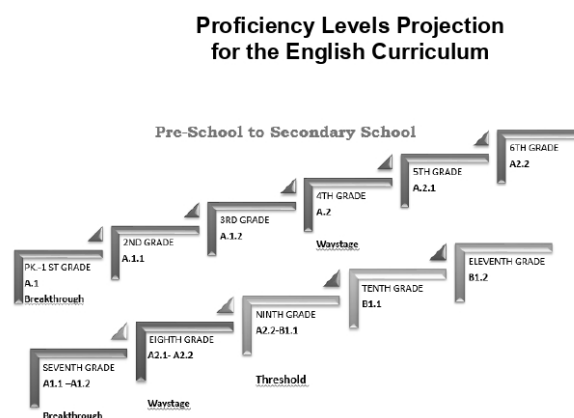 Proficiency Levels Projection
for the English Curriculum
Pre-School to Secondary School
PK.-1 ST GRADE
A.1
Breakthrough
2ND GRADE
A.1.1
3RD GRADE
A.1.2
4TH GRADE
A.2
Wavstage
5TH GRADE
A.2.1
6TH GRADE
A2.2
SEVENTH GRADE
A1.1 –A1.2
Breakthrough
EIGHTH GRADE
A2.1- A2.2
Wavstage
NINTH GRADE
A2.2-B1.1
Threshold
TENTH GRADE
B1.1
ELEVENTH GRADE
B1.2